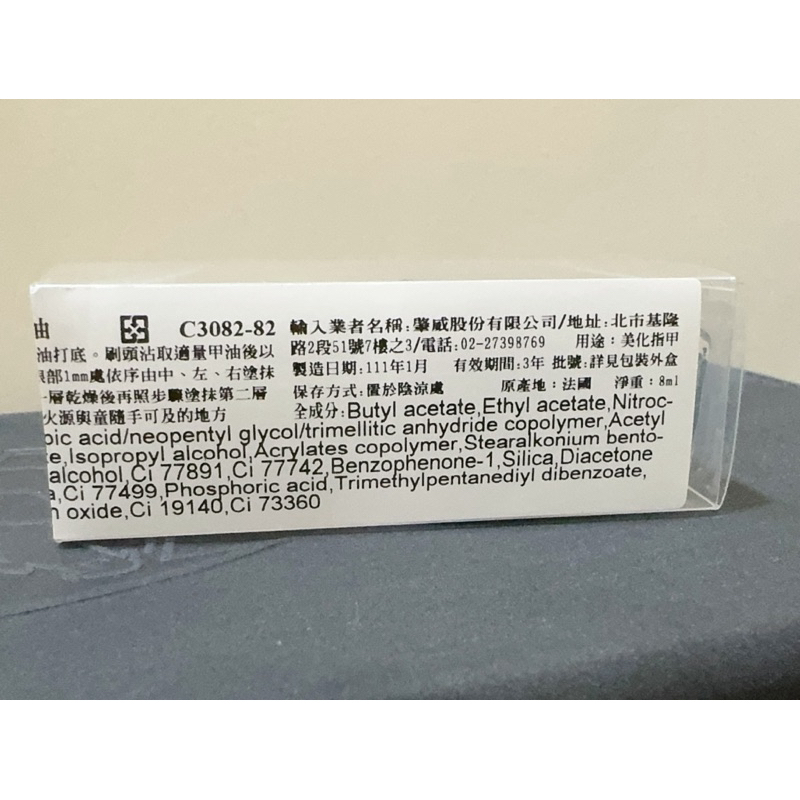 由 C3082-82 輸入業者名稱:肇威股份有限公司/地址:北市基隆
油打底。刷頭沾取適量甲油後以 路2段51號7樓之3/電話:02-27398769 用途:美化指甲
部1mm處依序由中、左、右塗抹 製造日期:111年1月 有效期間:3年 批號:詳見包裝外盒
層乾燥後再照步驟塗抹第二層 保存方式:置於陰涼處 原產地:法國 淨重:8ml
火源與童隨手可及的地方 全成分:Butyl acetate,Ethyl acetate,Nitroc-
pic acid/neopentyl glycol/trimellitic anhydride copolymer,Acetyl
e,Isopropyl alcohol,Acrylates copolymer,Stearalkonium bento-
alcohol,Ci 77891,Ci 77742,Benzophenone-1,Silica,Diacetone
a,Ci 77499,Phosphoric acid,Trimethylpentanediyl dibenzoate,
n oxide,Ci 19140,Ci 73360